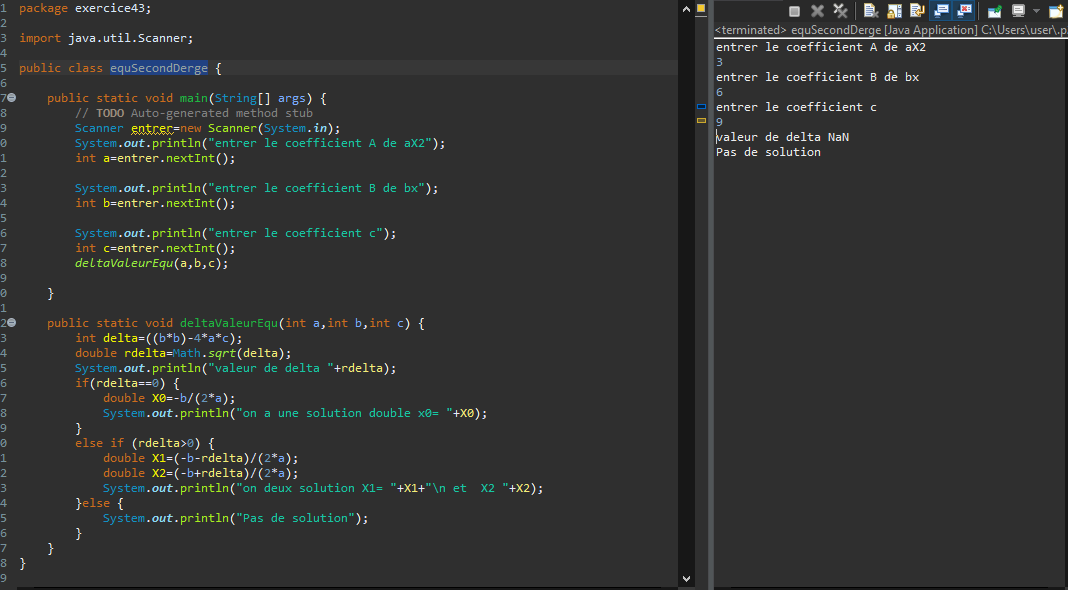 1 package exercice43;
2
3 import java.util.Scanner;
4
5 public class equSecondDerge {
6
7 public static void main(String[] args) {
8 // TODO Auto-generated method stub
9 Scanner entrer=new Scanner(System.in);
0 System.out.println("entrer le coefficient A de aX2");
1 int a=entrer.nextInt();
2
3 System.out.println("entrer le coefficient B de bx");
4 int b=entrer.nextInt();
5
6 System.out.println("entrer le coefficient c");
7 int c=entrer.nextInt();
8 deltaValeurEqu(a,b,c);
9
0 }
1
2 public static void deltaValeurEqu(int a,int b,int c) {
3 int delta=((b*b)-4*a*c);
4 double rdelta=Math.sqrt(delta);
5 System.out.println("valeur de delta "+rdelta);
6 if(rdelta==0) {
7 double X0=-b/(2*a);
8 System.out.println("on a une solution double x0= "+X0);
9 }
0 else if (rdelta>0) {
1 double X1=(-b-rdelta)/(2*a);
2 double X2=(-b+rdelta)/(2*a);
3 System.out.println("on deux solution X1= "+X1+"\n et  X2 "+X2);
4 }else {
5 System.out.println("Pas de solution");
6 }
7 }
8 }
9
<terminated> equSecondDerge [Java Application] C:\Users\user\.p
entrer le coefficient A de aX2
3
entrer le coefficient B de bx
6
entrer le coefficient c
9
valeur de delta NaN
Pas de solution